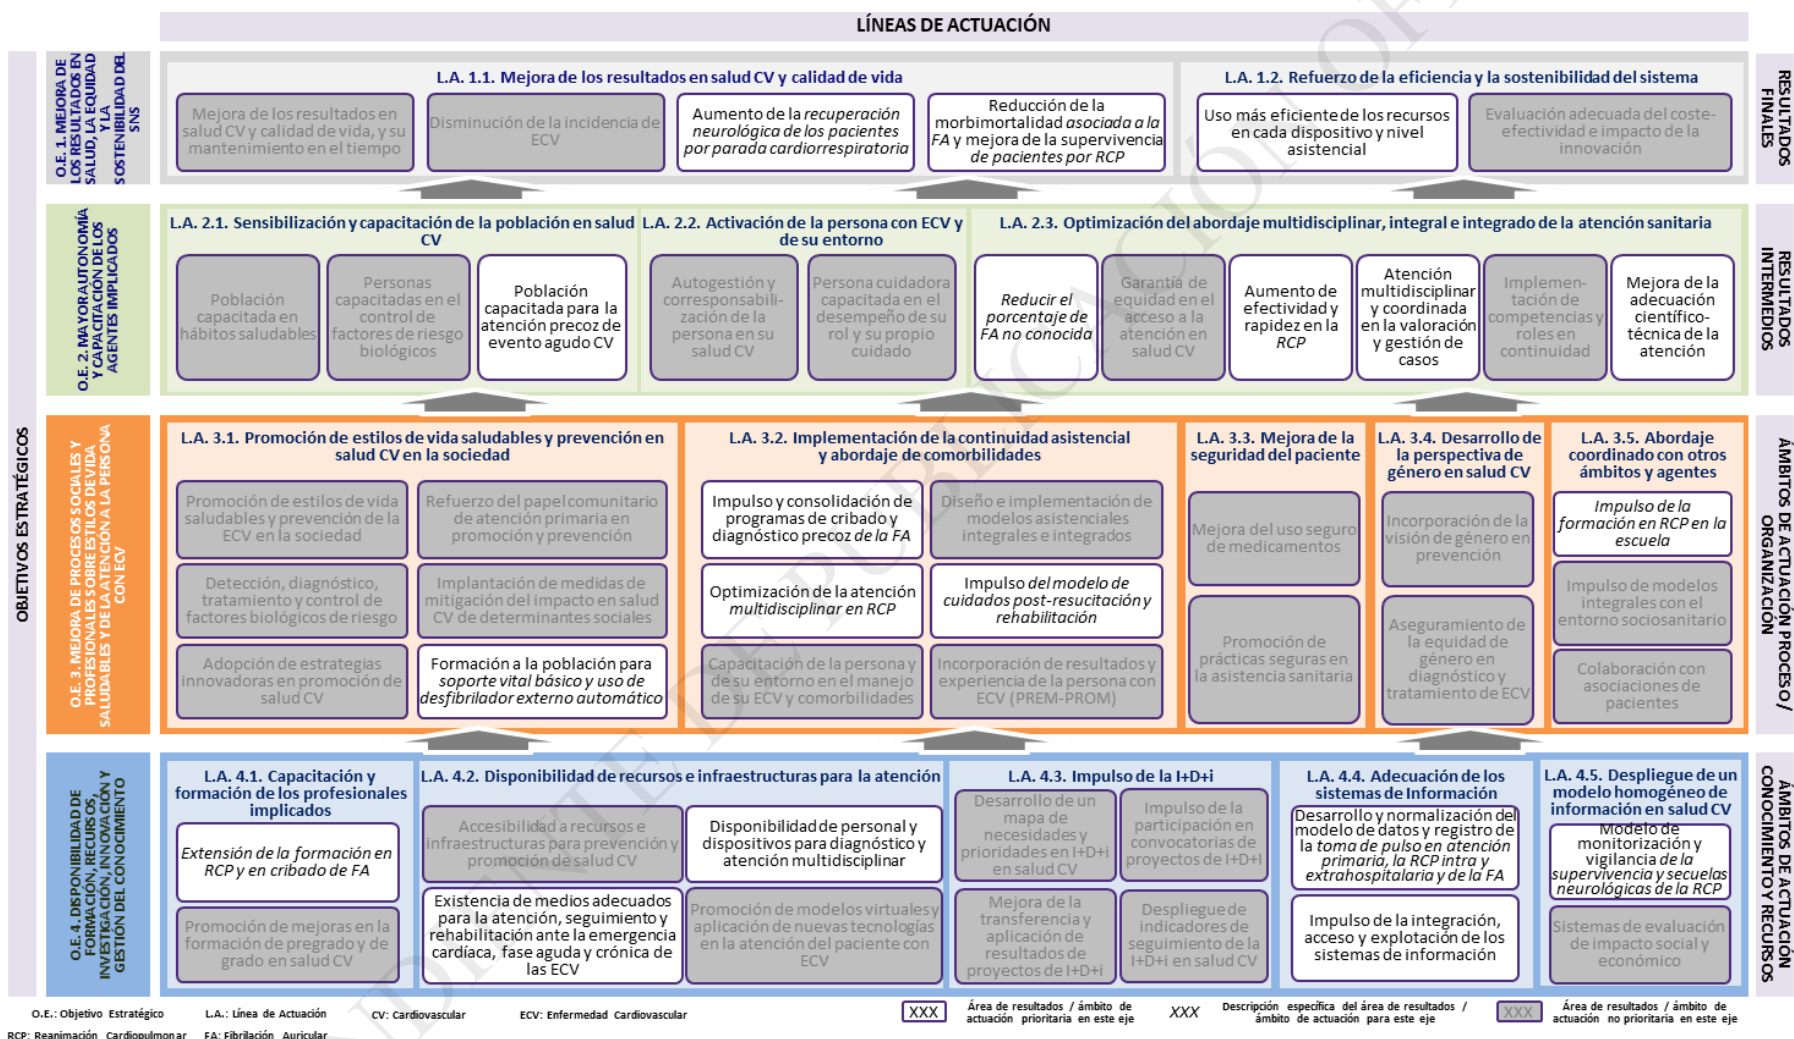 LÍNEAS DE ACTUACIÓN
OBJETIVOS ESTRATÉGICOS
O.E. 1. MEJORA DE
LOS RESULTADOS EN
SALUD, LA EQUIDAD
Y LA
SOSTENIBILIDAD DEL
SNS
L.A. 1.1. Mejora de los resultados en salud CV y calidad de vida
Mejora de los resultados en
salud CV y calidad de vida, y su
mantenimiento en el tiempo
Disminución de la incidencia de
ECV
Aumento de la recuperación
neurológica de los pacientes
por parada cardiorrespiratoria
Reducción de la
morbimortalidad asociada a la
FA y mejora de la supervivencia
de pacientes por RCP
L.A. 1.2. Refuerzo de la eficiencia y la sostenibilidad del sistema
Uso más eficiente de los recursos
en cada dispositivo y nivel
asistencial
Evaluación adecuada del coste-
efectividad e impacto de la
innovación
RESULTADOS
FINALES
O.E. 2. MAYOR AUTONOMÍA
Y CAPACITACIÓN DE LOS
AGENTES IMPLICADOS
L.A. 2.1. Sensibilización y capacitación de la población en salud
CV
Población
capacitada en
hábitos saludables
Personas
capacitadas en el
control de
factores de riesgo
biológicos
Población
capacitada para la
atención precoz de
evento agudo CV
L.A. 2.2. Activación de la persona con ECV y
de su entorno
Autogestión y
corresponsabili-
zación de la
persona en su
salud CV
Persona cuidadora
capacitada en el
desempeño de su
rol y su propio
cuidado
L.A. 2.3. Optimización del abordaje multidisciplinar, integral e integrado de la atención sanitaria
Reducir el
porcentaje de
FA no conocida
Garantía de
equidad en el
acceso a la
atención en
salud CV
Aumento de
efectividad y
rapidez en la
RCP
Atención
multidisciplinar
y coordinada
en la valoración
y gestión de
casos
Implemen-
tación de
competencias y
roles en
continuidad
Mejora de la
adecuación
científico-
técnica de la
atención
RESULTADOS
INTERMEDIOS
O.E. 3. MEJORA DE PROCESOS SOCIALES Y
PROFESIONALES SOBRE ESTILOS DE VIDA
SALUDABLES Y DE LA ATENCIÓN A LA PERSONA
CON ECV
L.A. 3.1. Promoción de estilos de vida saludables y prevención en
salud CV en la sociedad
Promoción de estilos de vida
saludables y prevención de la
ECV en la sociedad
Refuerzo del papel comunitario
de atención primaria en
promoción y prevención
Detección, diagnóstico,
tratamiento y control de
factores biológicos de riesgo
Implantación de medidas de
mitigación del impacto en salud
CV de determinantes sociales
Adopción de estrategias
innovadoras en promoción de
salud CV
Formación a la población para
soporte vital básico y uso de
desfibrilador externo automático
L.A. 3.2. Implementación de la continuidad asistencial
y abordaje de comorbilidades
Impulso y consolidación de
programas de cribado y
diagnóstico precoz de la FA
Diseño e implementación de
modelos asistenciales
integrales e integrados
Optimización de la atención
multidisciplinar en RCP
Impulso del modelo de
cuidados post-resucitación y
rehabilitación
Capacitación de la persona y
de su entorno en el manejo
de su ECV y comorbilidades
Incorporación de resultados y
experiencia de la persona con
ECV (PREM-PROM)
L.A. 3.3. Mejora de la
seguridad del paciente
Mejora del uso seguro
de medicamentos
Promoción de
prácticas seguras en
la asistencia sanitaria
L.A. 3.4. Desarrollo de
la perspectiva de
género en salud CV
Incorporación de la
visión de género en
prevención
Aseguramiento de
la equidad de
género en
diagnóstico y
tratamiento de ECV
L.A. 3.5. Abordaje
coordinado con otros
ámbitos y agentes
Impulso de la
formación en RCP en la
escuela
Impulso de modelos
integrales con el
entorno sociosanitario
Colaboración con
asociaciones de
pacientes
ÁMBITOS DE ACTUACIÓN PROCESO /
ORGANIZACIÓN
O.E. 4. DISPONIBILIDAD DE
FORMACIÓN, RECURSOS,
INVESTIGACIÓN, INNOVACIÓN Y
GESTIÓN DEL CONOCIMIENTO
L.A. 4.1. Capacitación y
formación de los profesionales
implicados
Extensión de la formación en
RCP y en cribado de FA
Promoción de mejoras en la
formación de pregrado y de
grado en salud CV
L.A. 4.2. Disponibilidad de recursos e infraestructuras para la atención
Accesibilidad a recursos e
infraestructuras para prevención y
promoción de salud CV
Disponibilidad de personal y
dispositivos para diagnóstico y
atención multidisciplinar
Existencia de medios adecuados
para la atención, seguimiento y
rehabilitación ante la emergencia
cardíaca, fase aguda y crónica de
las ECV
Promoción de modelos virtuales y
aplicación de nuevas tecnologías
en la atención del paciente con
ECV
L.A. 4.3. Impulso de la I+D+i
Desarrollo de un
mapa de
necesidades y
prioridades en I+D+i
en salud CV
Impulso de la
participación en
convocatorias de
proyectos de I+D+I
Mejora de la
transferencia y
aplicación de
resultados de
proyectos de I+D+i
Despliegue de
indicadores de
seguimiento de la
I+D+i en salud CV
L.A. 4.4. Adecuación de los
sistemas de Información
Desarrollo y normalización del
modelo de datos y registro de
la toma de pulso en atención
primaria, la RCP intra y
extrahospitalaria y de la FA
Impulso de la integración,
acceso y explotación de los
sistemas de información
L.A. 4.5. Despliegue de un
modelo homogéneo de
información en salud CV
Modelo de
monitorización y
vigilancia de la
supervivencia y secuelas
neurológicas de la RCP
Sistemas de evaluación
de impacto social y
económico
ÁMBITOS DE ACTUACIÓN
CONOCIMIENTO Y RECURSOS
O.E.: Objetivo Estratégico
L.A.: Línea de Actuación
CV: Cardiovascular
ECV: Enfermedad Cardiovascular
RCP: Reanimación Cardiopulmonar
FA: Fibrilación Auricular
XXX
Área de resultados / ámbito de
actuación prioritaria en este eje
XXX
Descripción específica del área de resultados /
ámbito de actuación para este eje
XXX
Área de resultados / ámbito de
actuación no prioritaria en este eje
NDIENTE DE PUBLICACIÓN OF